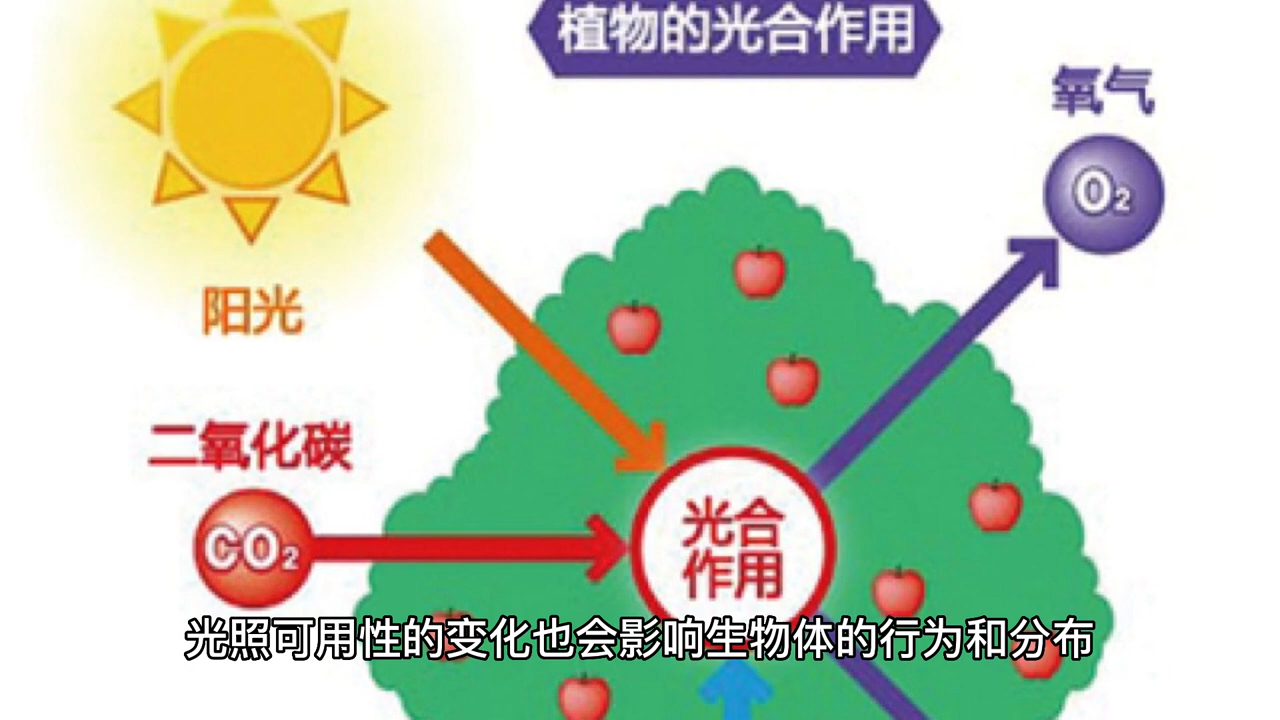 植物的光合作用
氧气
O₂
阳光
二氧化碳
CO₂
光合
作用
光照可用性的变化也会影响生物体的行为和分布